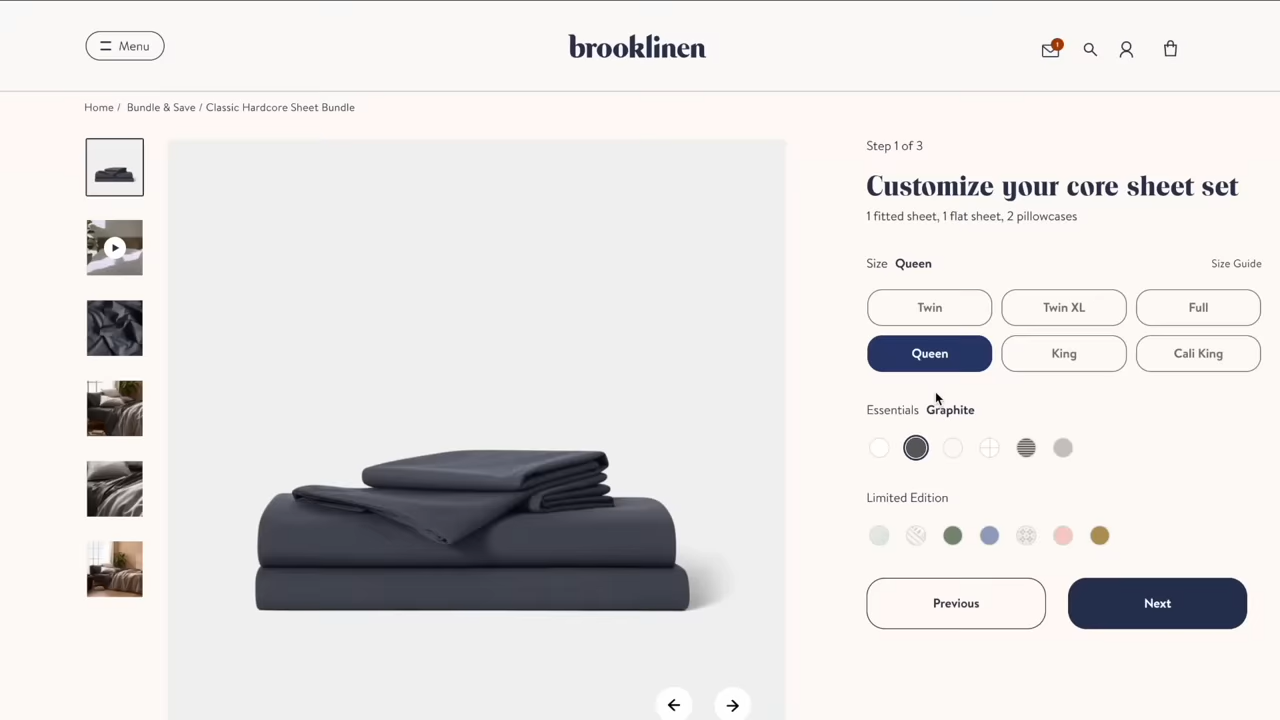 Menu
brooklinen
1
Home / Bundle & Save / Classic Hardcore Sheet Bundle
Step 1 of 3
Customize your core sheet set
1 fitted sheet, 1 flat sheet, 2 pillowcases
Size Queen
Size Guide
Twin
Twin XL
Full
Queen
King
Cali King
Essentials Graphite
Limited Edition
Previous
Next